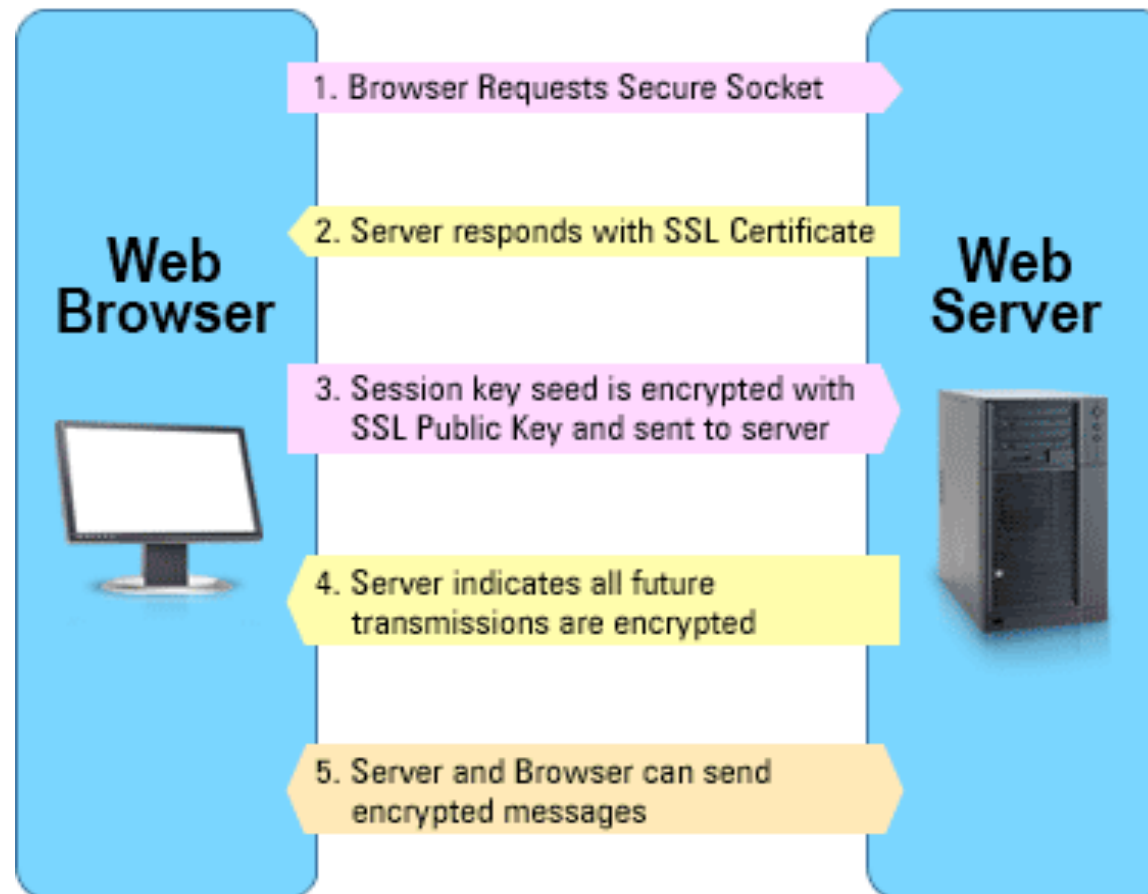 1. Browser Requests Secure Socket
2. Server responds with SSL Certificate
Web
Browser
Web
Server
3. Session key seed is encrypted with
SSL Public Key and sent to server
4. Server indicates all future
transmissions are encrypted
5. Server and Browser can send
encrypted messages